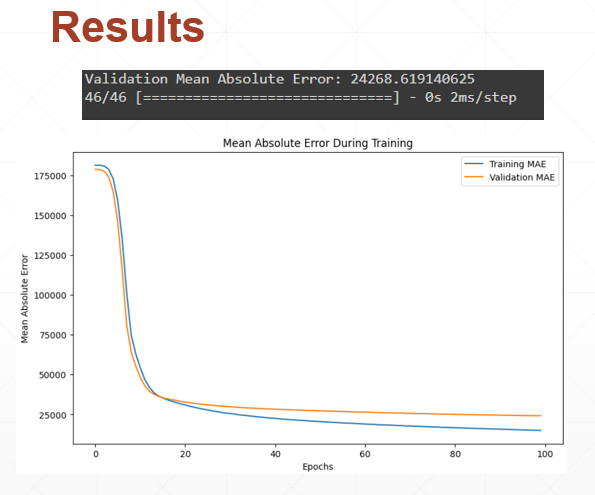 Results
Validation Mean Absolute Error: 24268.619140625
46/46 [==============================] - 0s 2ms/step
Mean Absolute Error During Training
Training MAE
Validation MAE
175000
150000
125000
100000
75000
50000
25000
Mean Absolute Error
0 20 40 60 80 100
Epochs